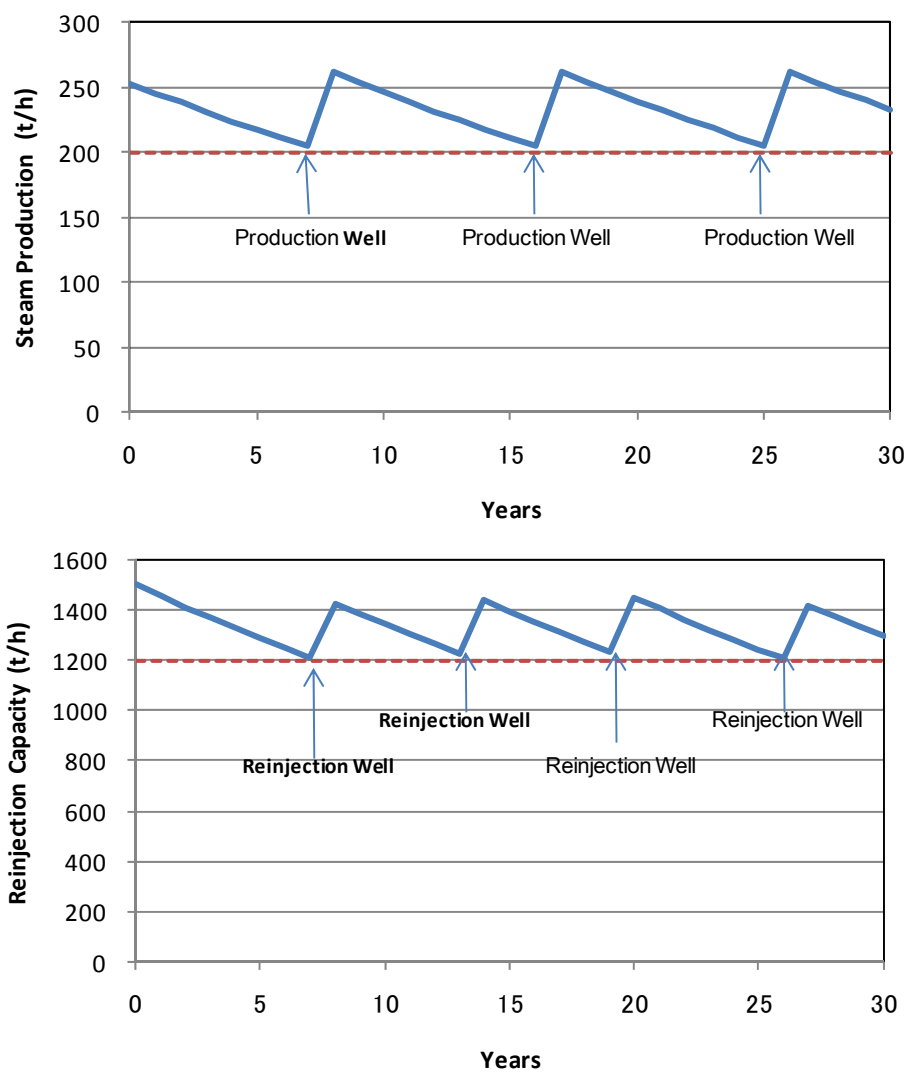 300
250
200
150
100
50
0
Steam Production (t/h)
Production Well
Production Well
Production Well
0 5 10 15 20 25 30
Years
1600
1400
1200
1000
800
600
400
200
0
Reinjection Capacity (t/h)
Reinjection Well
Reinjection Well
Reinjection Well
Reinjection Well
0 5 10 15 20 25 30
Years